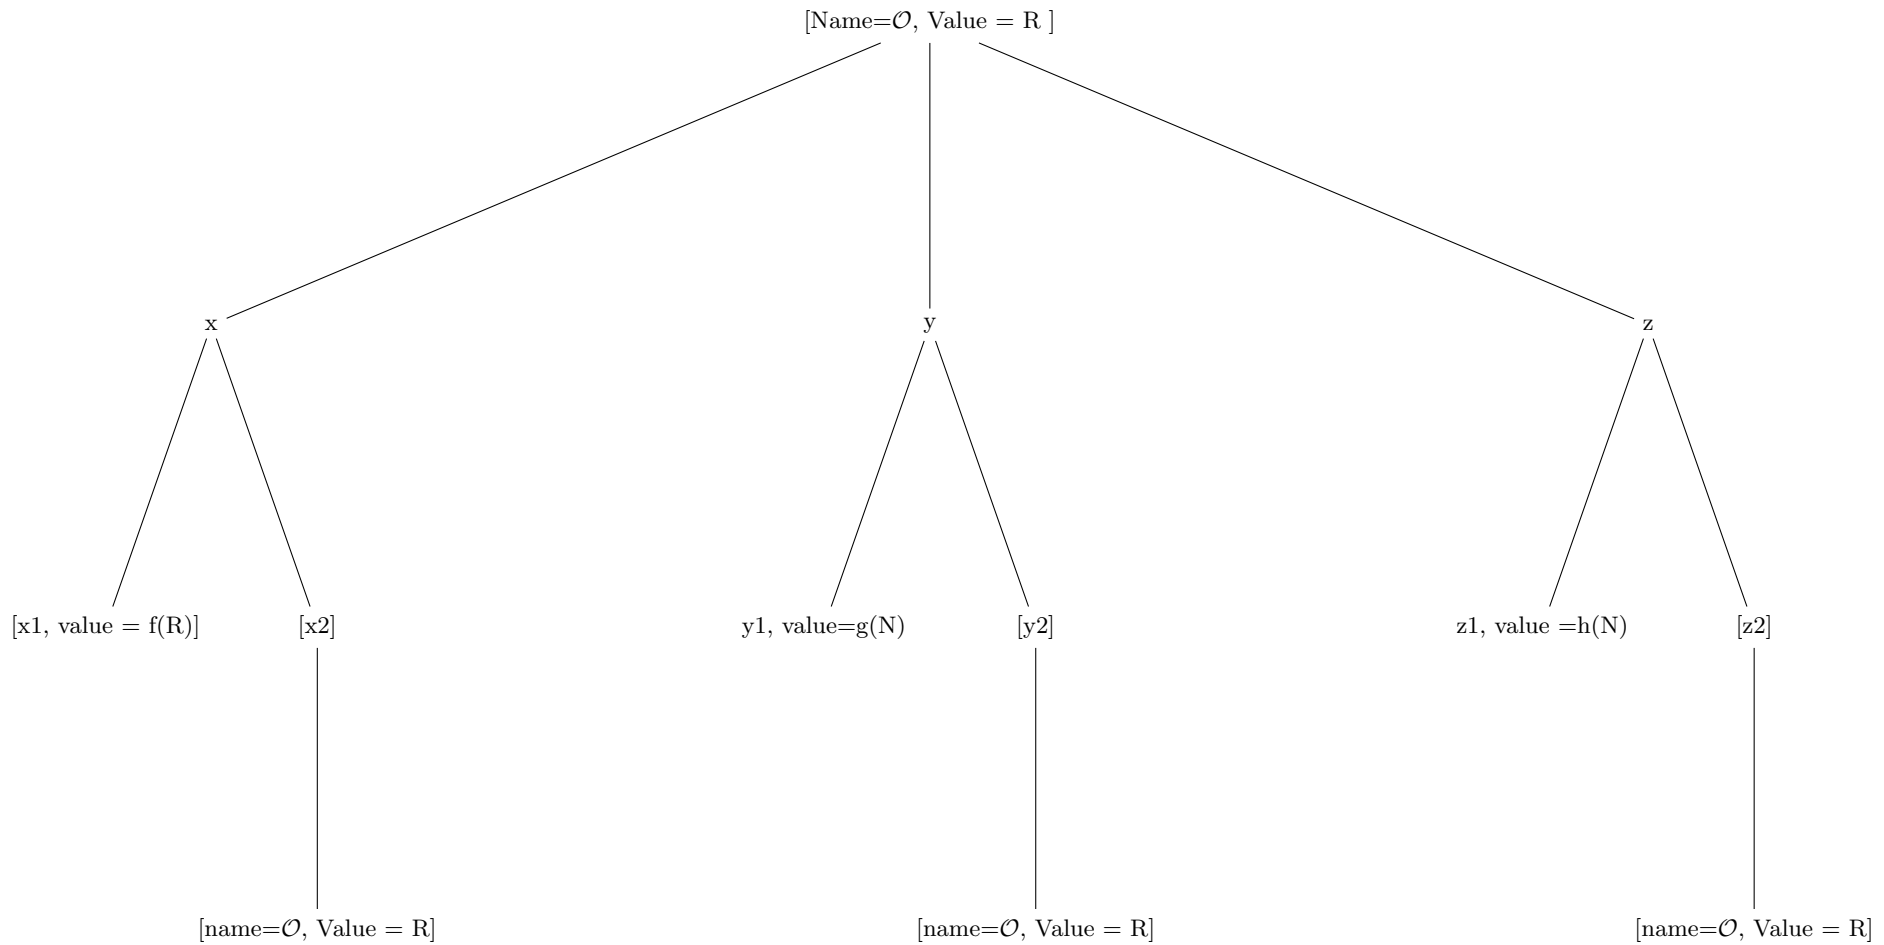 [Name=𝒪, Value = R ]
x
y
z
[x1, value = f(R)]
[x2]
y1, value=g(N)
[y2]
z1, value =h(N)
[z2]
[name=𝒪, Value = R]
[name=𝒪, Value = R]
[name=𝒪, Value = R]